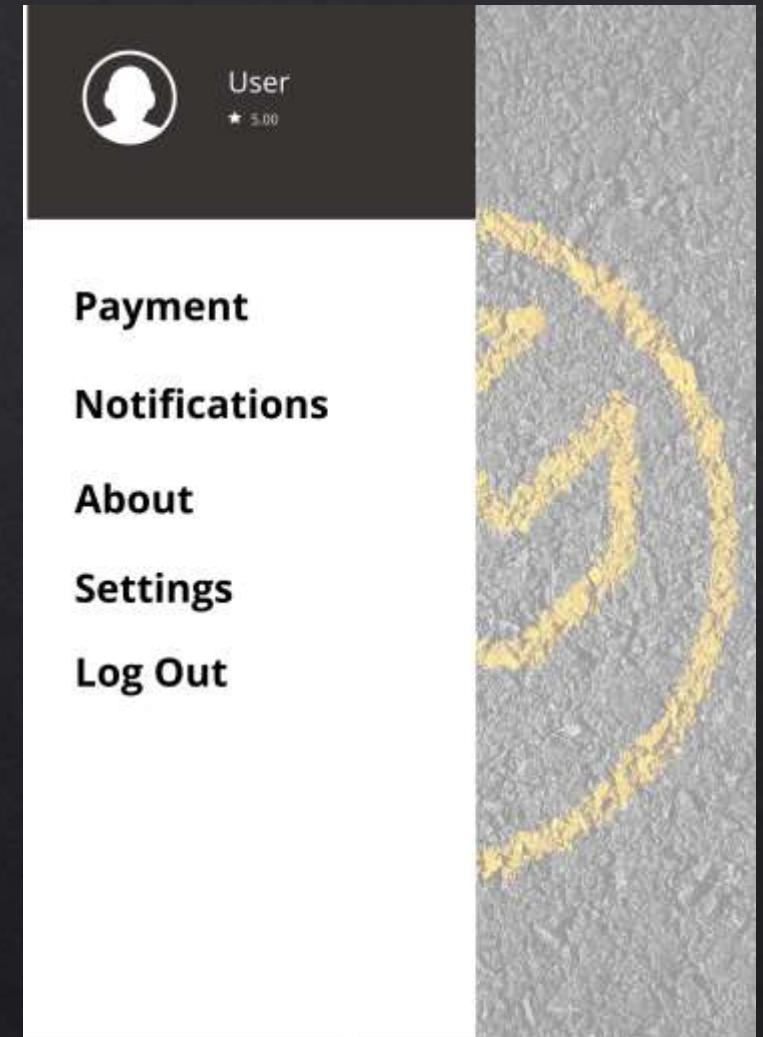 User
★ 5.00
Payment
Notifications
About
Settings
Log Out